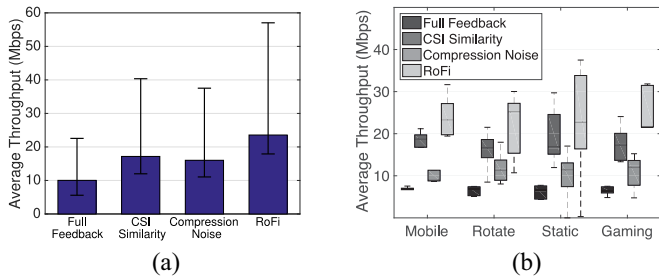 Average Throughput (Mbps)
60
50
40
30
20
10
0
Full Feedback
CSI Similarity
Compression Noise
RoFi
(a)
Average Throughput (Mbps)
40
30
20
10
Full Feedback
CSI Similarity
Compression Noise
RoFi
Mobile
Rotate
Static
Gaming
(b)